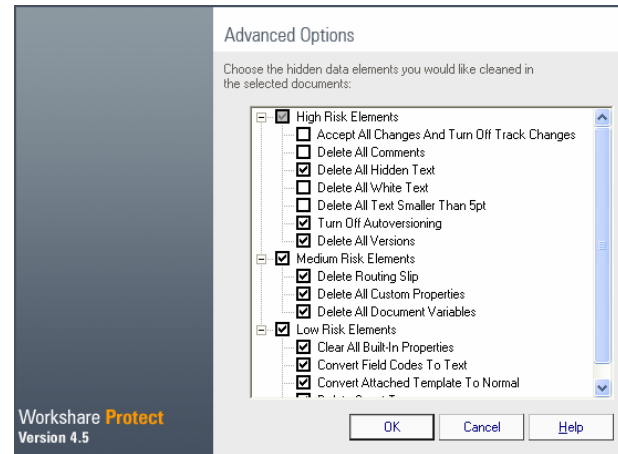 Advanced Options
Choose the hidden data elements you would like cleaned in
the selected documents:
High Risk Elements
Accept All Changes And Turn Off Track Changes
Delete All Comments
Delete All Hidden Text
Delete All White Text
Delete All Text Smaller Than 5pt
Turn Off Autoversioning
Delete All Versions
Medium Risk Elements
Delete Routing Slip
Delete All Custom Properties
Delete All Document Variables
Low Risk Elements
Clear All Built-In Properties
Convert Field Codes To Text
Convert Attached Template To Normal
Workshare Protect
Version 4.5
OK Cancel Help